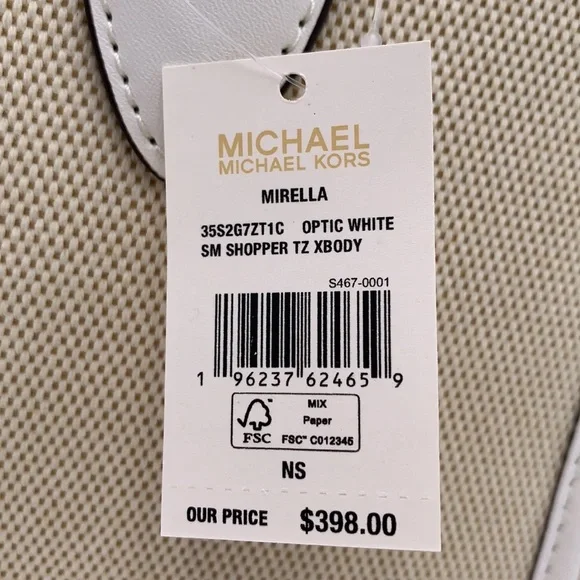 MICHAEL
MICHAEL KORS
MIRELLA
35S2G7ZT1C OPTIC WHITE
SM SHOPPER TZ XBODY
S467-0001
1 96237 62465 9
FSC
MIX
Paper
FSC™ C012345
NS
OUR PRICE $398.00